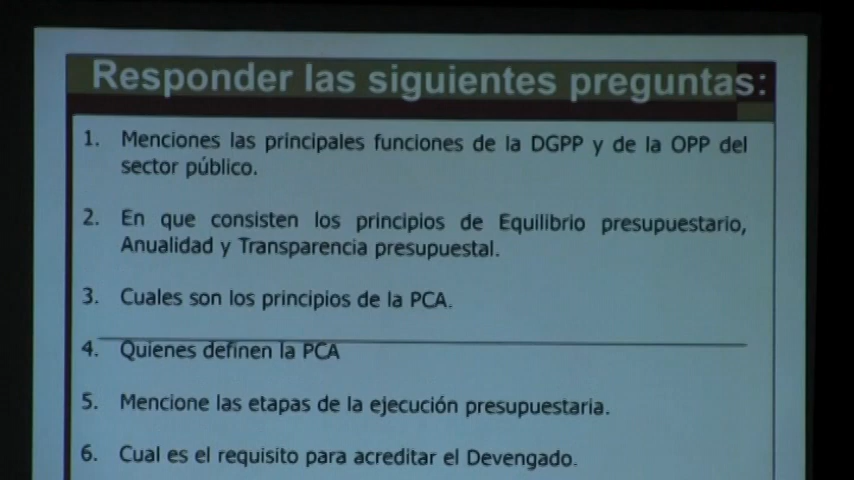 Responder las siguientes preguntas:
1. Menciones las principales funciones de la DGPP y de la OPP del
sector público.
2. En que consisten los principios de Equilibrio presupuestario,
Anualidad y Transparencia presupuestal.
3. Cuales son los principios de la PCA.
4. Quienes definen la PCA
5. Mencione las etapas de la ejecución presupuestaria.
6. Cual es el requisito para acreditar el Devengado.